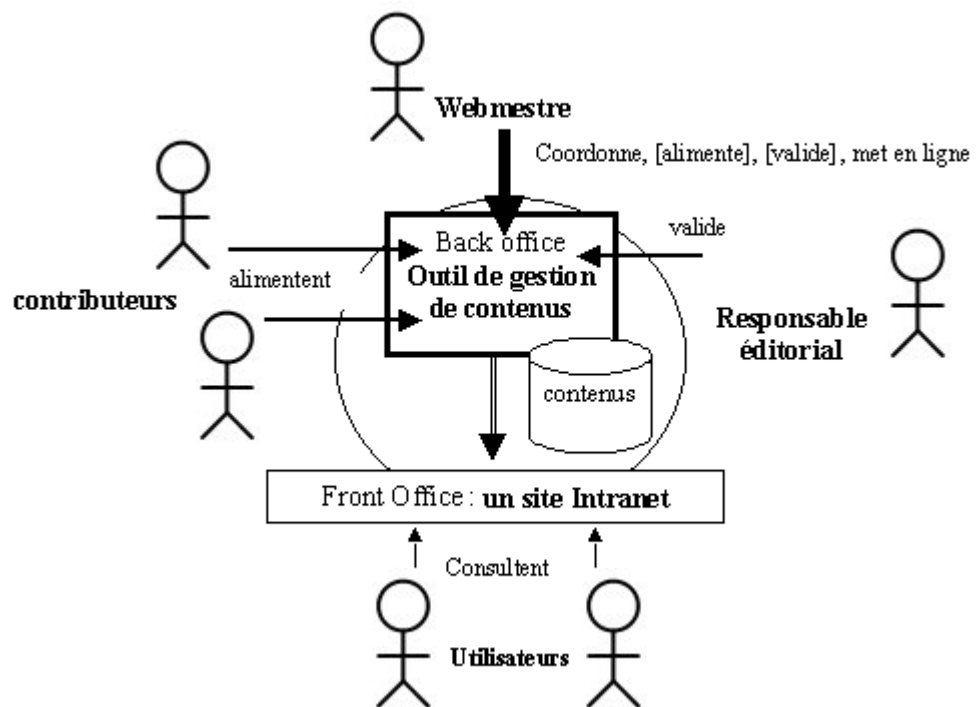 Webmestre
Coordonne, [alimente], [valide], met en ligne
valide
Back office
Outil de gestion
de contenus
alimentent
contributeurs
Responsable
éditorial
contenus
Front Office : un site Intranet
Consultent
Utilisateurs